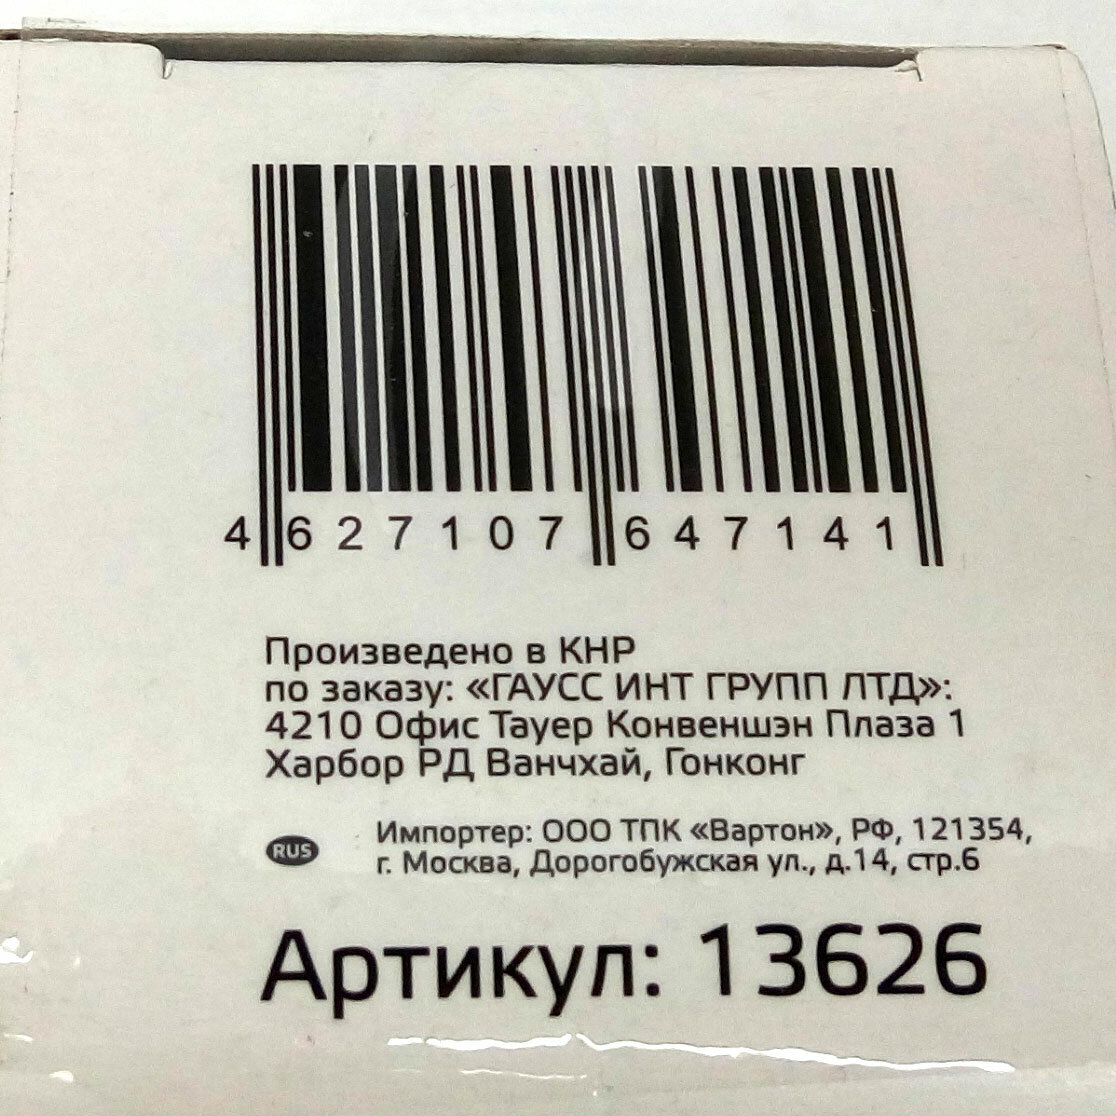 4 627107 647141
Произведено в КНР
по заказу: «ГАУСС ИНТ ГРУПП ЛТД»:
4210 Офис Тауер Конвеншэн Плаза 1
Харбор РД Ванчхай, Гонконг
RUS
Импортер: ООО ТПК «Вартон», РФ, 121354,
г. Москва, Дорогобужская ул., д.14, стр.6
Артикул: 13626